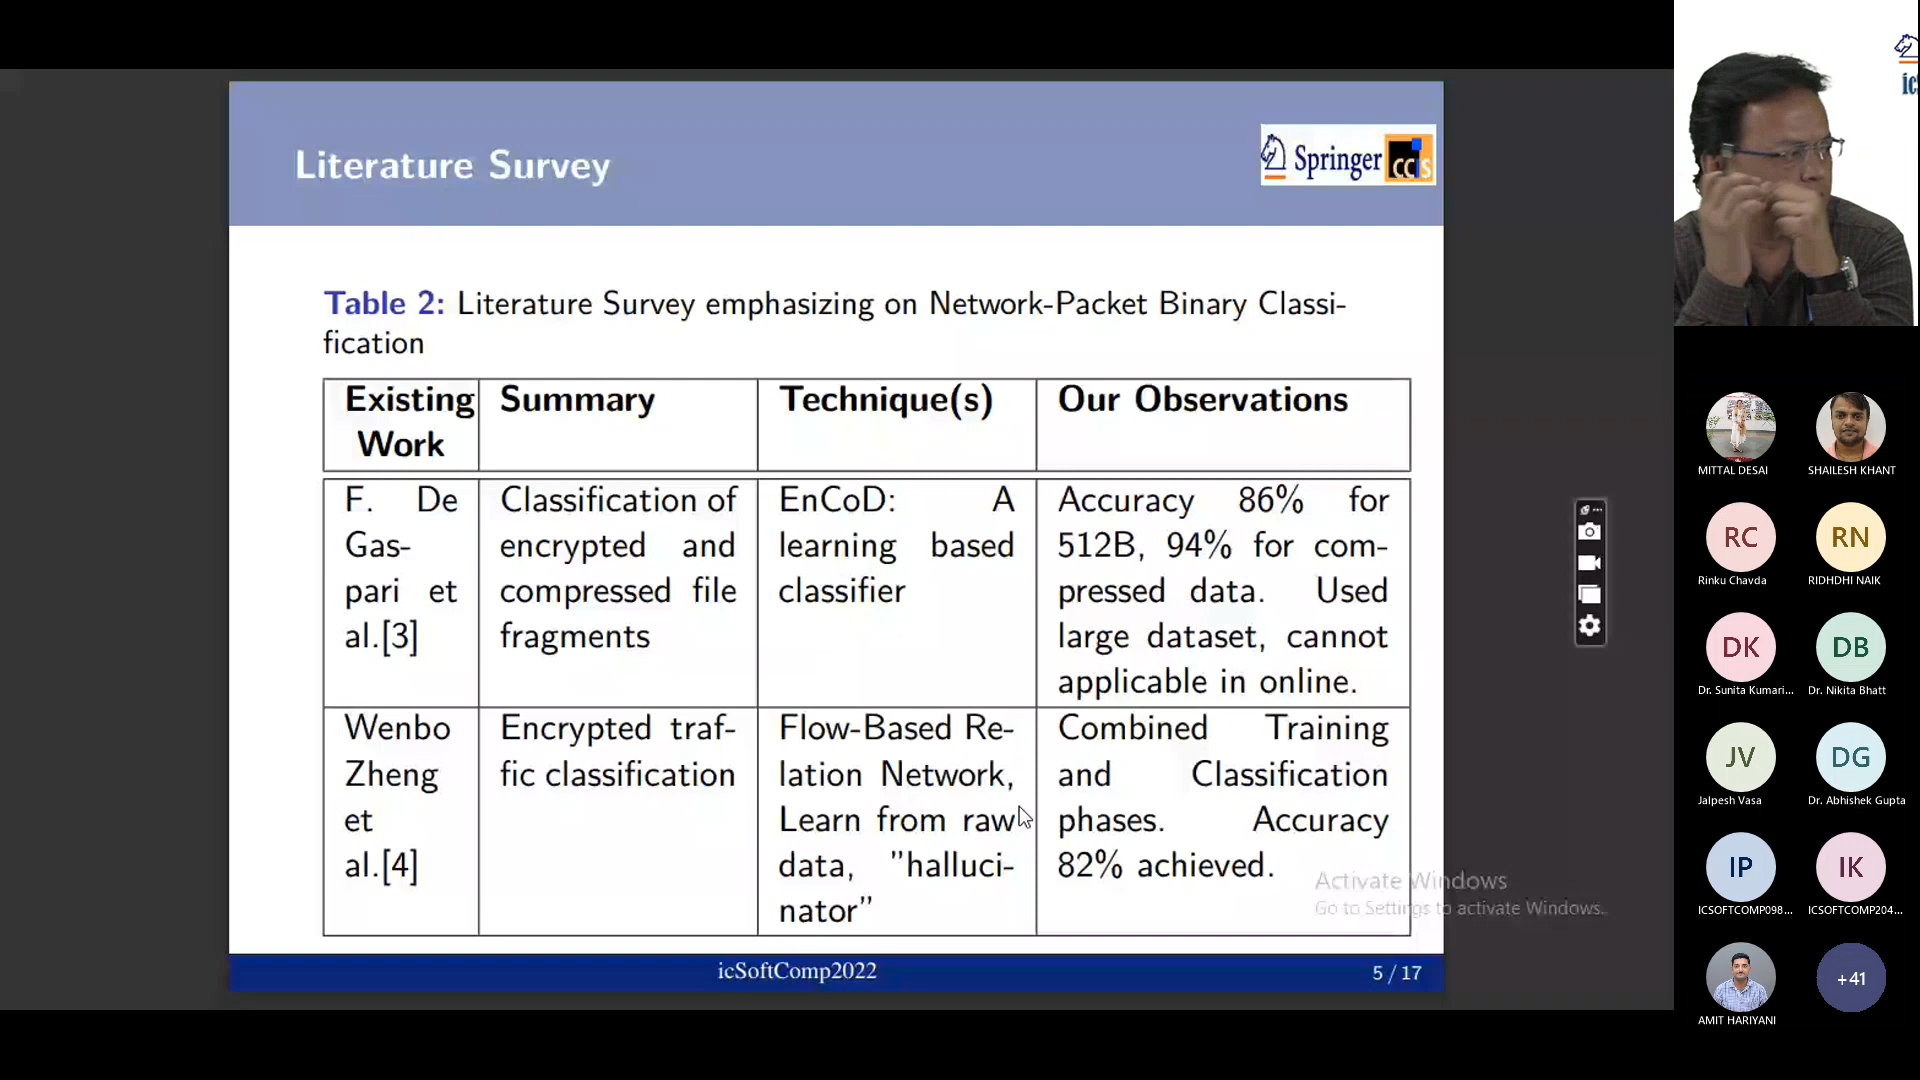 Literature Survey
Springer
CCIS
ic
Table 2: Literature Survey emphasizing on Network-Packet Binary Classi-
fication
Existing Work
Summary
Technique(s)
Our Observations
F. De
Gas-
pari et
al.[3]
Classification of
encrypted and
compressed file
fragments
EnCoD: A
learning based
classifier
Accuracy 86% for
512B, 94% for com-
pressed data. Used
large dataset, cannot
applicable in online.
Wenbo
Zheng
et
al.[4]
Encrypted traf-
fic classification
Flow-Based Re-
lation Network,
Learn from raw
data, "halluci-
nator"
Combined Training
and Classification
phases. Accuracy
82% achieved.
Activate Windows
Go to Settings to activate Windows.
icSoftComp2022
5 / 17
MITTAL DESAI
SHAILESH KHANT
RC
RN
Rinku Chavda
RIDHDHI NAIK
DK
DB
Dr. Sunita Kumari...
Dr. Nikita Bhatt
JV
DG
Jalpesh Vasa
Dr. Abhishek Gupta
IP
IK
ICSOFTCOMP098...
ICSOFTCOMP204...
+41
AMIT HARIYANI